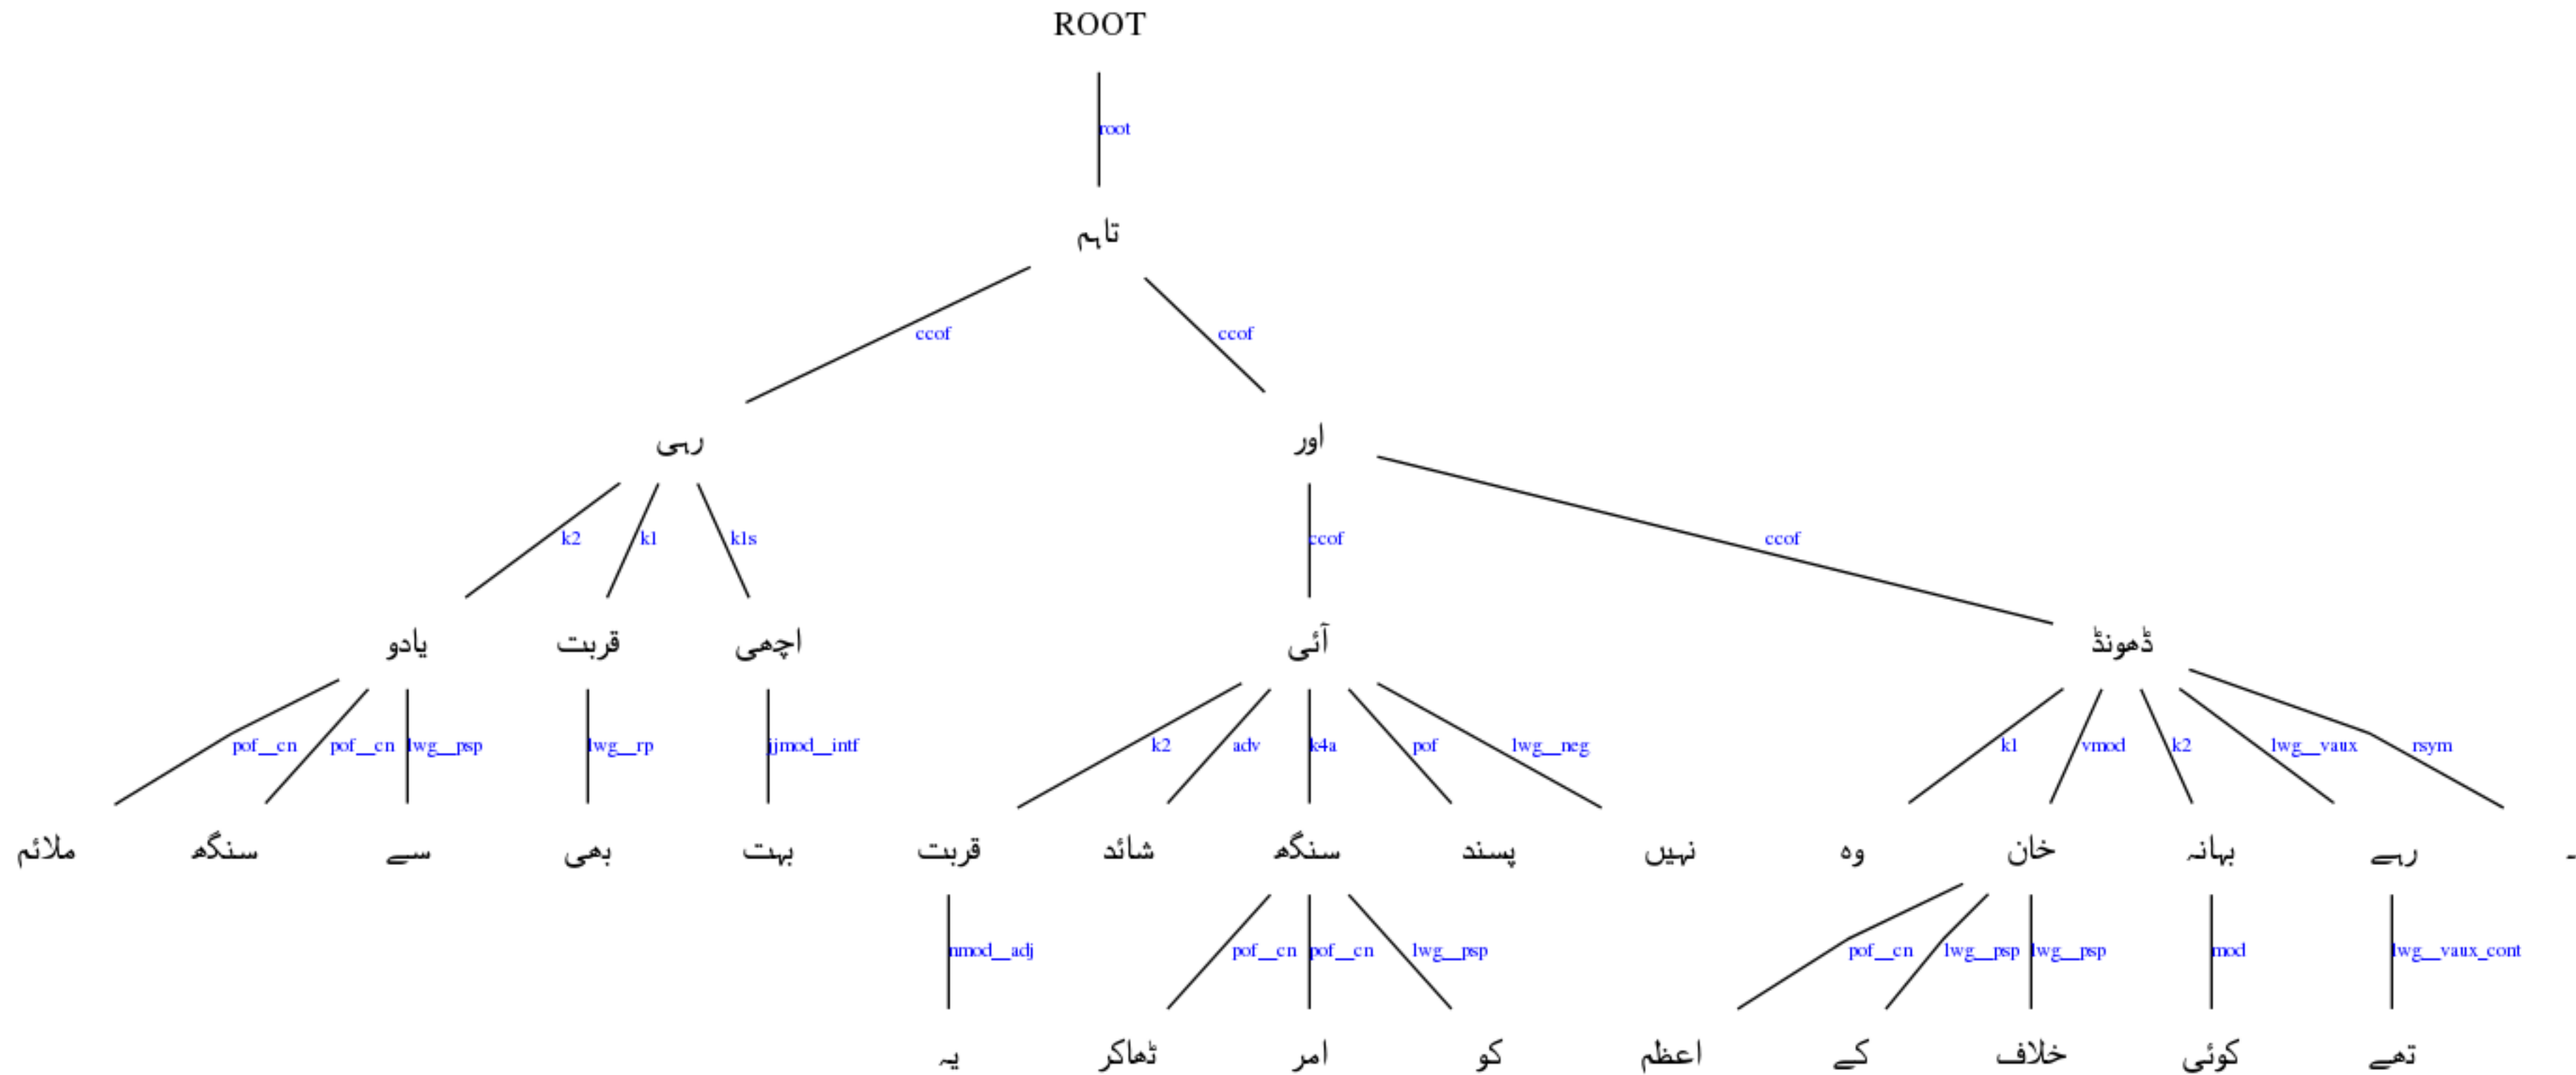 ROOT
root
تاہم
ccof ccof
رہی اور
k2 k1 k1s ccof ccof
یادو قربت اچھی آئی ڈھونڈ
pof__cn pof__cn lwg__psp lwg__rp jjmod__intf k2 adv k4a pof lwg__neg k1 vmod k2 lwg__vaux rsym
ملائم سنگھ سے بھی بہت قربت شائد سنگھ پسند نہیں وہ خان بہانہ رہے ۔
nmod__adj pof__cn pof__cn lwg__psp pof__cn lwg__psp lwg__psp mod lwg__vaux_cont
یہ ٹھاکر امر کو اعظم کے خلاف کوئی تھے